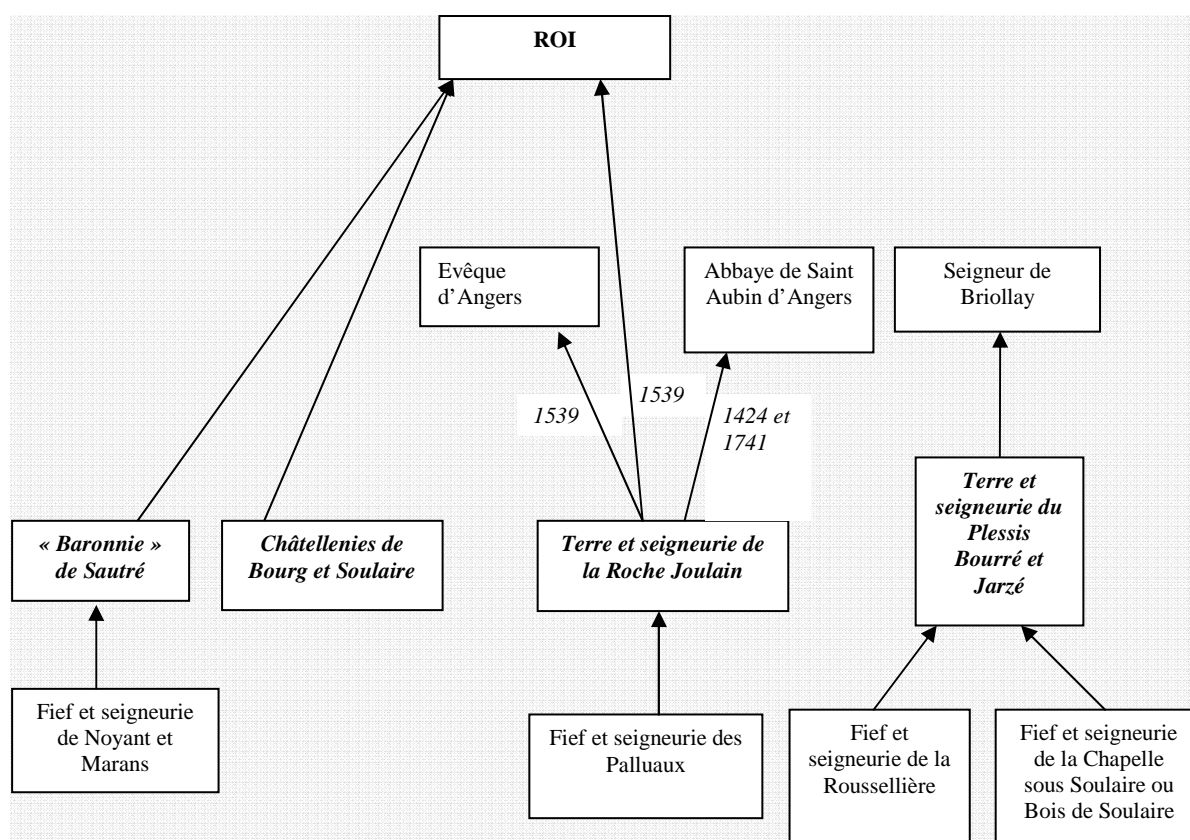 ROI
Evêque
d’Angers
Abbaye de Saint
Aubin d’Angers
Seigneur de
Briollay
1539
1539
1424 et
1741
« Baronnie »
de Sautré
Châtellenies de
Bourg et Soulaire
Terre et seigneurie de
la Roche Joulain
Terre et
seigneurie du
Plessis
Bourré et
Jarzé
Fief et seigneurie
de Noyant et
Marans
Fief et seigneurie des
Palluaux
Fief et
seigneurie de la
Roussellière
Fief et seigneurie
de la Chapelle
sous Soulaire ou
Bois de Soulaire